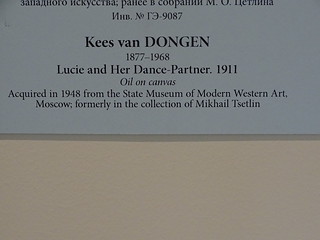 западного искусства; ранее в собрании М. О. Цетлина
Инв. № ГЭ-9087
Kees van DONGEN
1877–1968
Lucie and Her Dance-Partner. 1911
Oil on canvas
Acquired in 1948 from the State Museum of Modern Western Art,
Moscow; formerly in the collection of Mikhail Tsetlin